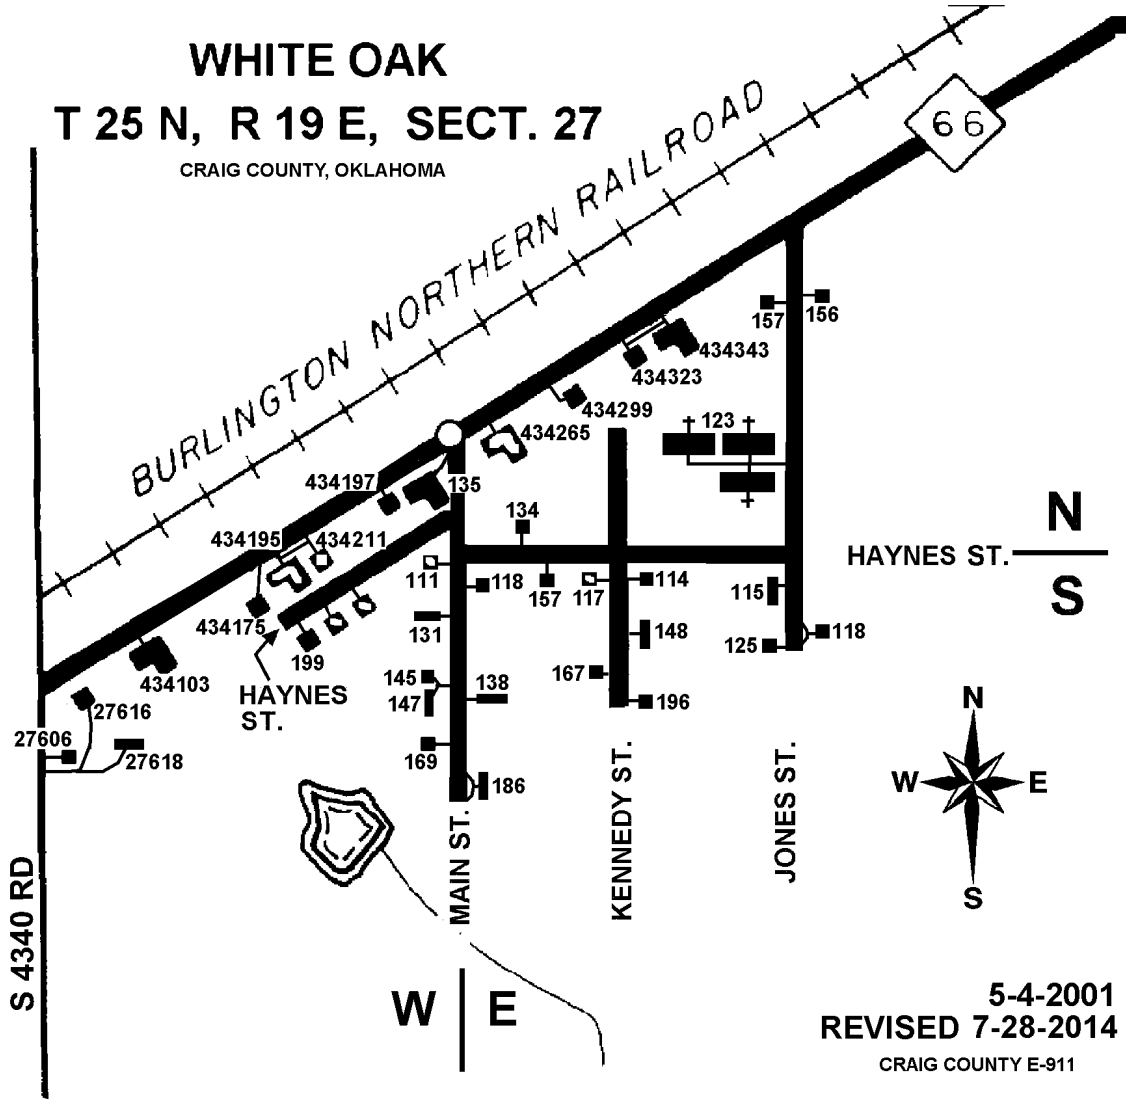 WHITE OAK
T 25 N, R 19 E, SECT. 27
CRAIG COUNTY, OKLAHOMA
BURLINGTON NORTHERN RAILROAD
66
157
156
434343
434323
434299
434265
123
434197
135
134
434195
434211
N
HAYNES ST.
S
111
118
157
117
114
115
434175
131
199
148
125
118
434103
HAYNES
ST.
145
138
147
167
196
27616
27606
27618
169
186
MAIN ST.
KENNEDY ST.
JONES ST.
N
W
E
S
S 4340 RD
W
E
5-4-2001
REVISED 7-28-2014
CRAIG COUNTY E-911